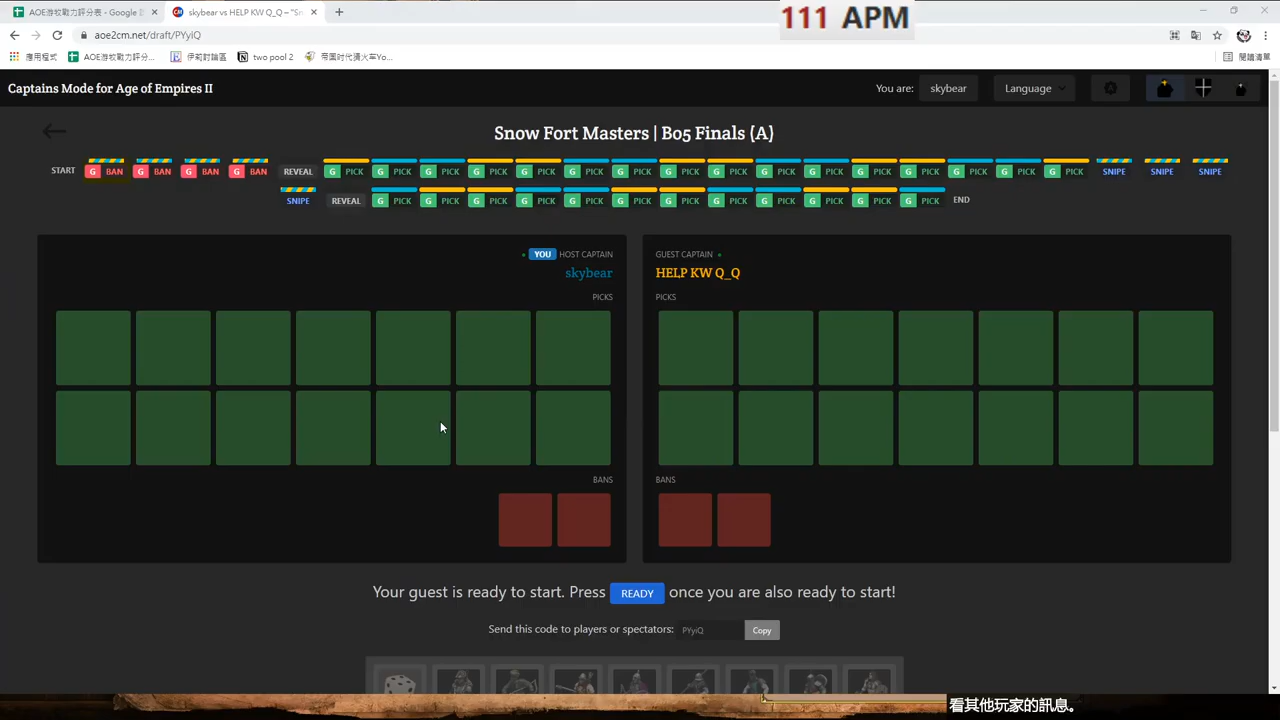 AOE游牧戰力評分表 - Google
skybear vs HELP KW Q_Q – "Sn
111 APM
aoe2cm.net/draft/PYyiQ
應用程式
AOE游牧戰力評分...
伊莉討論區
two pool 2
帝国时代攒火车Yo...
閱讀清單
Captains Mode for Age of Empires II
You are: skybear Language
Snow Fort Masters | Bo5 Finals {A}
START G BAN G BAN G BAN G BAN REVEAL G PICK G PICK G PICK G PICK G PICK G PICK G PICK G PICK G PICK G PICK G PICK G PICK G PICK G PICK G PICK G PICK SNIPE SNIPE SNIPE
SNIPE REVEAL G PICK G PICK G PICK G PICK G PICK G PICK G PICK G PICK G PICK G PICK G PICK G PICK END
YOU HOST CAPTAIN
skybear
PICKS
BANS
GUEST CAPTAIN
HELP KW Q_Q
PICKS
BANS
Your guest is ready to start. Press READY once you are also ready to start!
Send this code to players or spectators: PYyiQ Copy
看其他玩家的訊息。